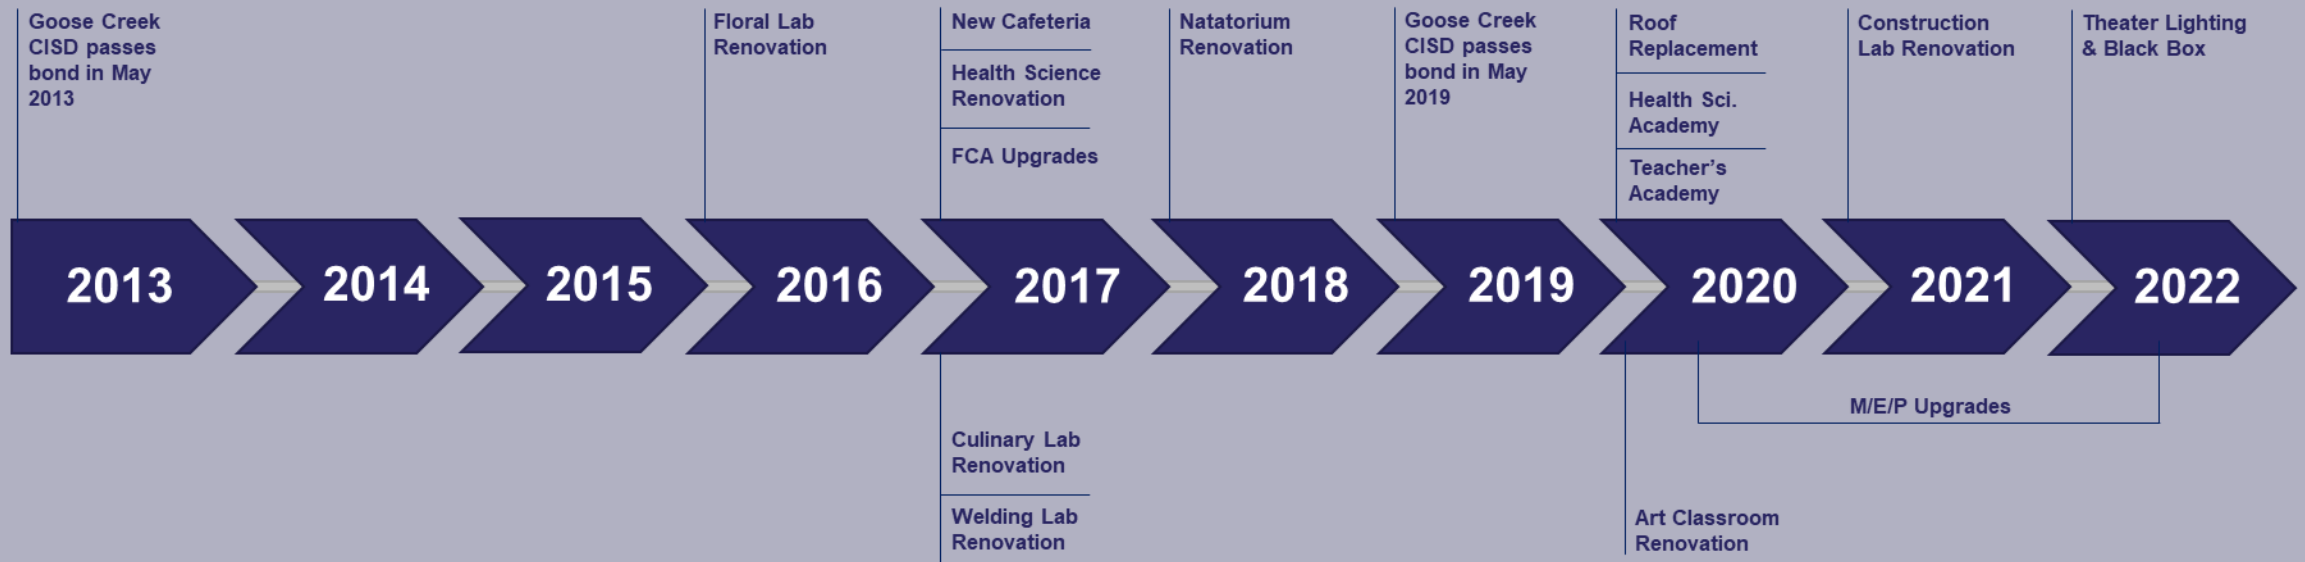 Goose Creek
CISD passes
bond in May
2013
Floral Lab
Renovation
New Cafeteria
Health Science
Renovation
FCA Upgrades
Natatorium
Renovation
Goose Creek
CISD passes
bond in May
2019
Roof
Replacement
Health Sci.
Academy
Teacher’s
Academy
Construction
Lab Renovation
Theater Lighting
& Black Box
2013
2014
2015
2016
2017
2018
2019
2020
2021
2022
Culinary Lab
Renovation
Welding Lab
Renovation
M/E/P Upgrades
Art Classroom
Renovation